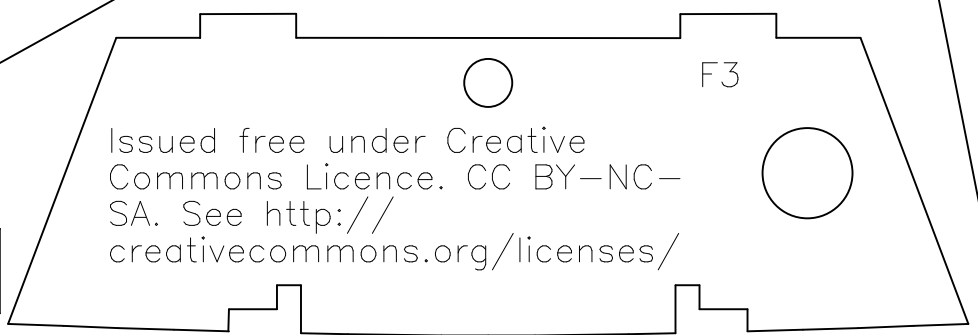 F3
Issued free under Creative
Commons Licence. CC BY-NC-
SA. See http://
creativecommons.org/licenses/